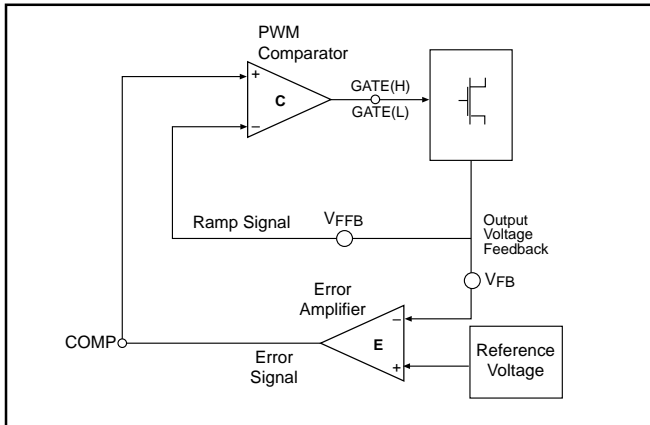 PWM
Comparator
+
C
–
GATE(H)
GATE(L)
Ramp Signal
VFFB
Output
Voltage
Feedback
VFB
Error
Amplifier
–
E
+
COMP
Error
Signal
Reference
Voltage